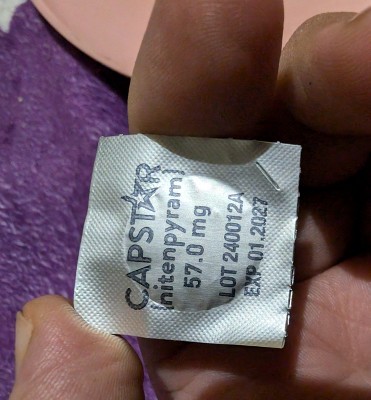 CAPSTAR
(nitenpyram)
57.0 mg
LOT 240012A
EXP 01.2027